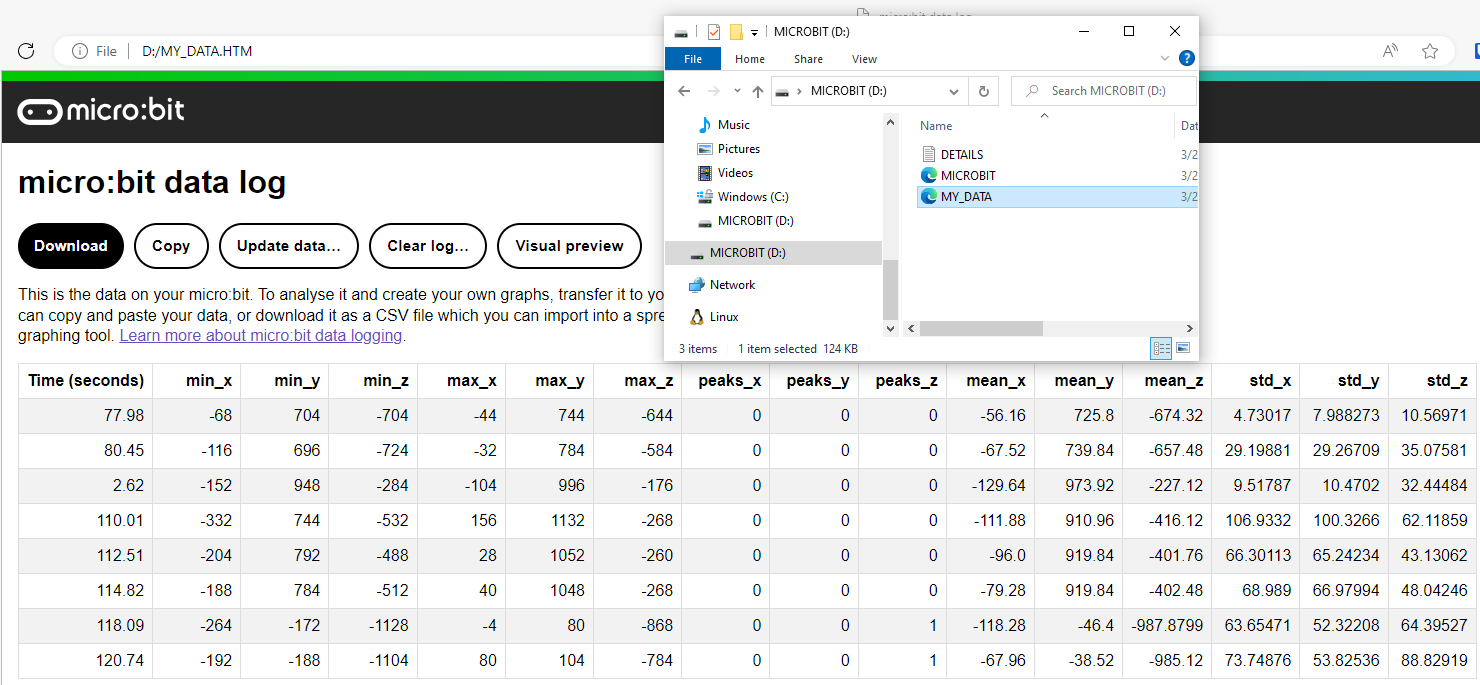 micro:bit data log
File D:/MY_DATA.HTM
micro:bit
micro:bit data log
Download Copy Update data... Clear log... Visual preview
This is the data on your micro:bit. To analyse it and create your own graphs, transfer it to
can copy and paste your data, or download it as a CSV file which you can import into a
graphing tool. Learn more about micro:bit data logging.
MICROBIT (D:)
File Home Share View
MICROBIT (D:) Search MICROBIT (D:)
Music
Pictures
Videos
Windows (C:)
MICROBIT (D:)
MICROBIT (D:)
Network
Linux
Name
DETAILS 3/2
MICROBIT 3/2
MY_DATA 3/2
3 items 1 item selected 124 KB
Time (seconds) min_x min_y min_z max_x max_y max_z peaks_x peaks_y peaks_z mean_x mean_y mean_z std_x std_y std_z
77.98 -68 704 -704 -44 744 -644 0 0 0 -56.16 725.8 -674.32 4.73017 7.988273 10.56971
80.45 -116 696 -724 -32 784 -584 0 0 0 -67.52 739.84 -657.48 29.19881 29.26709 35.07581
2.62 -152 948 -284 -104 996 -176 0 0 0 -129.64 973.92 -227.12 9.51787 10.4702 32.44484
110.01 -332 744 -532 156 1132 -268 0 0 0 -111.88 910.96 -416.12 106.9332 100.3266 62.11859
112.51 -204 792 -488 28 1052 -260 0 0 0 -96.0 919.84 -401.76 66.30113 65.24234 43.13062
114.82 -188 784 -512 40 1048 -268 0 0 0 -79.28 919.84 -402.48 68.989 66.97994 48.04246
118.09 -264 -172 -1128 -4 80 -868 0 0 1 -118.28 -46.4 -987.8799 63.65471 52.32208 64.39527
120.74 -192 -188 -1104 80 104 -784 0 0 1 -67.96 -38.52 -985.12 73.74876 53.82536 88.82919